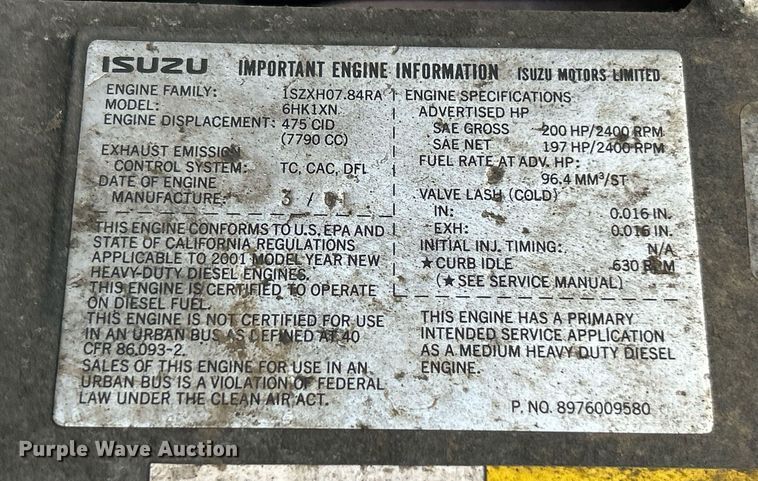 ISUZU IMPORTANT ENGINE INFORMATION ISUZU MOTORS LIMITED
ENGINE FAMILY: 1SZXH07.84RA
MODEL: 6HK1XN
ENGINE DISPLACEMENT: 475 CID
(7790 CC)
EXHAUST EMISSION
CONTROL SYSTEM: TC, CAC, DFI
DATE OF ENGINE
MANUFACTURE: 3 / 01
THIS ENGINE CONFORMS TO U.S. EPA AND
STATE OF CALIFORNIA REGULATIONS
APPLICABLE TO 2001 MODEL YEAR NEW
HEAVY-DUTY DIESEL ENGINES.
THIS ENGINE IS CERTIFIED TO OPERATE
ON DIESEL FUEL.
THIS ENGINE IS NOT CERTIFIED FOR USE
IN AN URBAN BUS AS DEFINED AT 40
CFR 86.093-2.
SALES OF THIS ENGINE FOR USE IN AN
URBAN BUS IS A VIOLATION OF FEDERAL
LAW UNDER THE CLEAN AIR ACT.
ENGINE SPECIFICATIONS
ADVERTISED HP
SAE GROSS 200 HP/2400 RPM
SAE NET 197 HP/2400 RPM
FUEL RATE AT ADV. HP:
96.4 MM³/ST
VALVE LASH (COLD)
IN: 0.016 IN.
EXH: 0.016 IN.
INITIAL INJ. TIMING: N/A
★CURB IDLE 630 RPM
(★SEE SERVICE MANUAL)
THIS ENGINE HAS A PRIMARY
INTENDED SERVICE APPLICATION
AS A MEDIUM HEAVY DUTY DIESEL
ENGINE.
P. NO. 8976009580
Purple Wave Auction